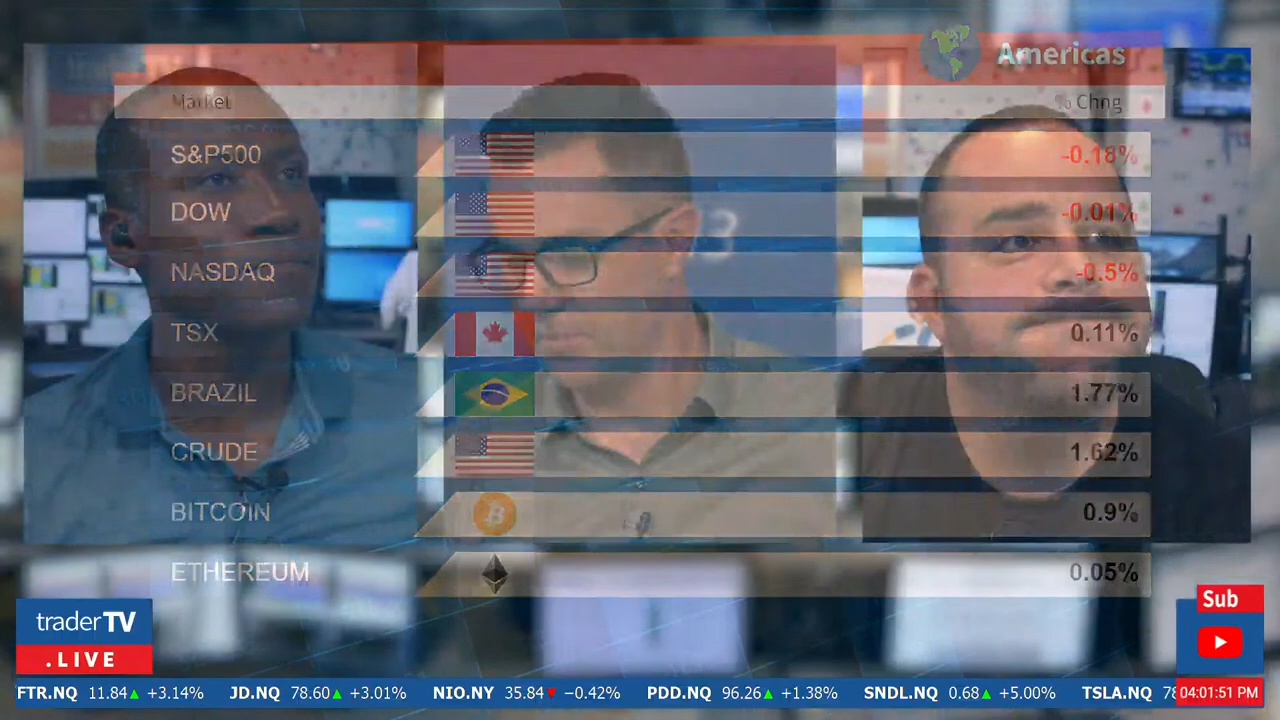 Americas
Market % Chng
S&P500 -0.18%
DOW -0.01%
NASDAQ -0.5%
TSX 0.11%
BRAZIL 1.77%
CRUDE 1.62%
BITCOIN 0.9%
ETHEREUM 0.05%
traderTV
.LIVE
Sub
FTR.NQ 11.84▲ +3.14% JD.NQ 78.60▲ +3.01% NIO.NY 35.84▼ −0.42% PDD.NQ 96.26▲ +1.38% SNDL.NQ 0.68▲ +5.00% TSLA.NQ 04:01:51 PM